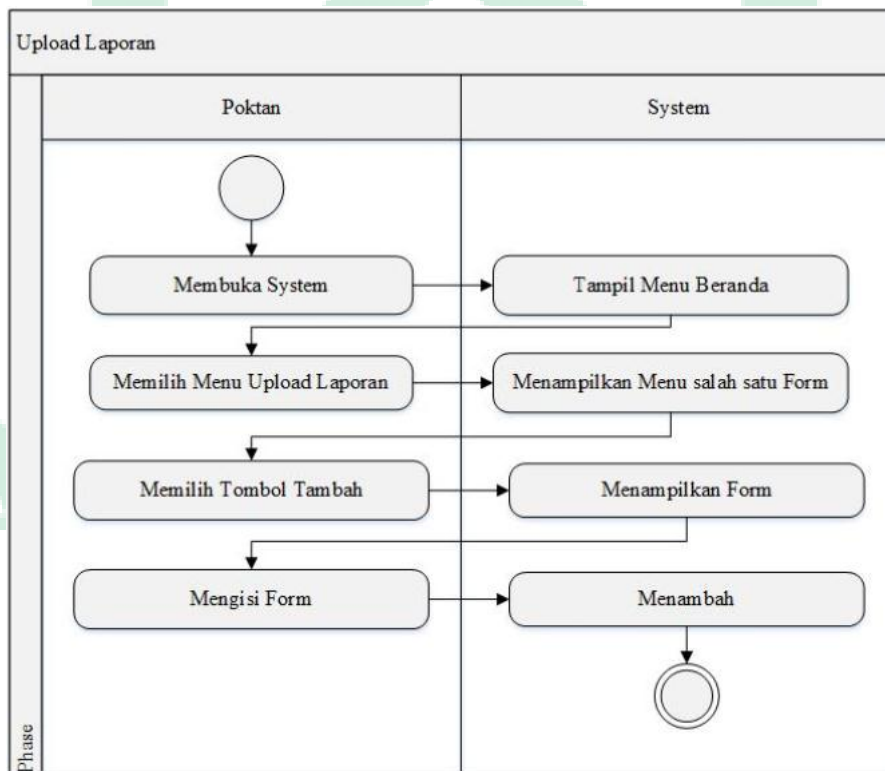 Upload Laporan
Poktan
System
Membuka System
Tampil Menu Beranda
Memilih Menu Upload Laporan
Menampilkan Menu salah satu Form
Memilih Tombol Tambah
Menampilkan Form
Mengisi Form
Menambah
Phase